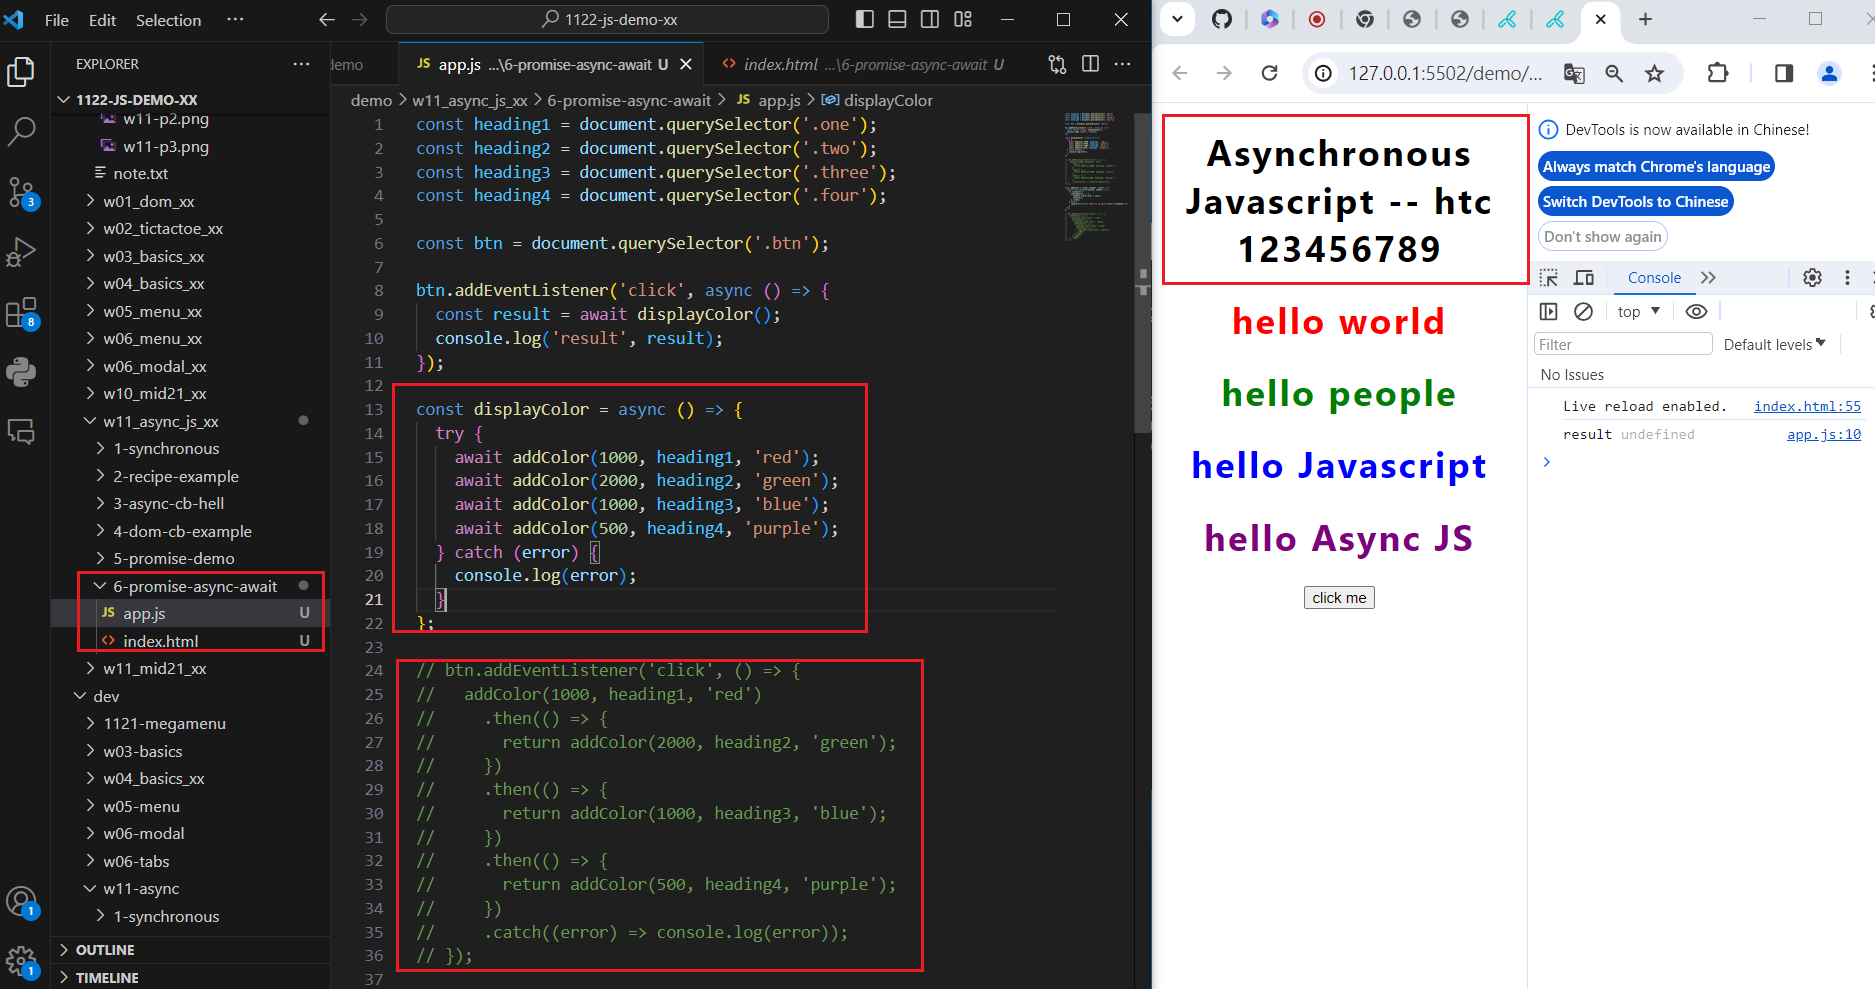 File Edit Selection ···
1122-js-demo-xx
EXPLORER ···
1122-JS-DEMO-XX
w11-p2.png
w11-p3.png
note.txt
w01_dom_xx
w02_tictactoe_xx
w03_basics_xx
w04_basics_xx
w05_menu_xx
w06_menu_xx
w06_modal_xx
w10_mid21_xx
w11_async_js_xx
1-synchronous
2-recipe-example
3-async-cb-hell
4-dom-cb-example
5-promise-demo
6-promise-async-await
JS app.js U
<> index.html U
w11_mid21_xx
dev
1121-megamenu
w03-basics
w04_basics_xx
w05-menu
w06-modal
w06-tabs
w11-async
1-synchronous
OUTLINE
TIMELINE
3
8
1
1
demo
JS app.js ...\6-promise-async-await U
<> index.html ...\6-promise-async-await U
demo > w11_async_js_xx > 6-promise-async-await > JS app.js > displayColor
1 const heading1 = document.querySelector('.one');
2 const heading2 = document.querySelector('.two');
3 const heading3 = document.querySelector('.three');
4 const heading4 = document.querySelector('.four');
5
6 const btn = document.querySelector('.btn');
7
8 btn.addEventListener('click', async () => {
9 const result = await displayColor();
10 console.log('result', result);
11 });
12
13 const displayColor = async () => {
14 try {
15 await addColor(1000, heading1, 'red');
16 await addColor(2000, heading2, 'green');
17 await addColor(1000, heading3, 'blue');
18 await addColor(500, heading4, 'purple');
19 } catch (error) {
20 console.log(error);
21 }
22 };
23
24 // btn.addEventListener('click', () => {
25 // addColor(1000, heading1, 'red')
26 // .then(() => {
27 // return addColor(2000, heading2, 'green');
28 // })
29 // .then(() => {
30 // return addColor(1000, heading3, 'blue');
31 // })
32 // .then(() => {
33 // return addColor(500, heading4, 'purple');
34 // })
35 // .catch((error) => console.log(error));
36 // });
37
127.0.0.1:5502/demo/...
Asynchronous
Javascript -- htc
123456789
hello world
hello people
hello Javascript
hello Async JS
click me
DevTools is now available in Chinese!
Always match Chrome's language
Switch DevTools to Chinese
Don't show again
Console
top
Filter
Default levels
No Issues
Live reload enabled. index.html:55
result undefined app.js:10